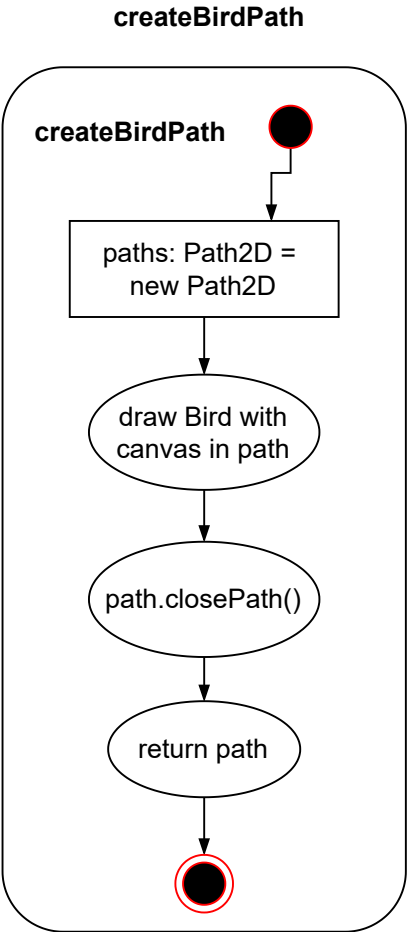 createBirdPath
createBirdPath
paths: Path2D =
new Path2D
draw Bird with
canvas in path
path.closePath()
return path